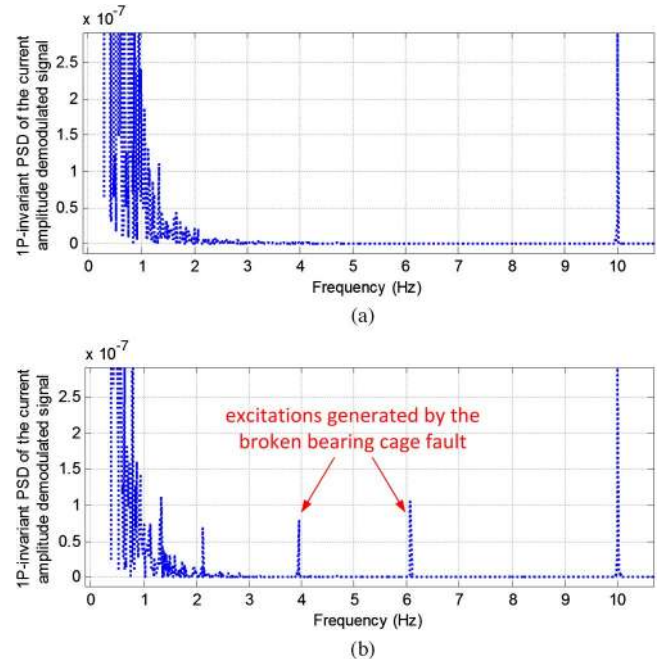 x 10^-7
1P-invariant PSD of the current
amplitude demodulated signal
2.5
2
1.5
1
0.5
0
0 1 2 3 4 5 6 7 8 9 10
Frequency (Hz)
(a)
x 10^-7
1P-invariant PSD of the current
amplitude demodulated signal
2.5
2
1.5
1
0.5
0
excitations generated by the
broken bearing cage fault
0 1 2 3 4 5 6 7 8 9 10
Frequency (Hz)
(b)